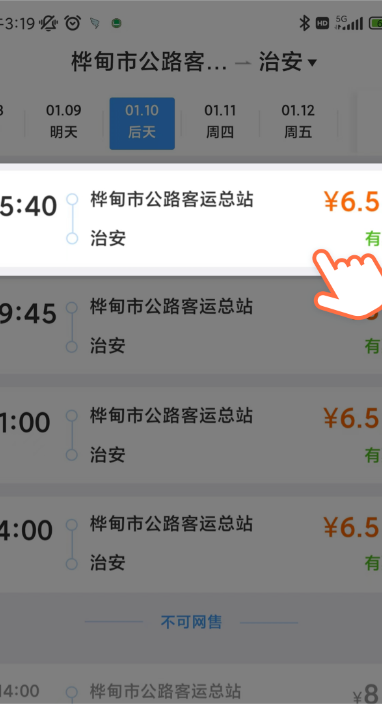 3:19 HD 5G
桦甸市公路客... — 治安▾
8 01.09 01.10 01.11 01.12
明天 后天 周四 周五
5:40 桦甸市公路客运总站 ¥6.5
治安 有
9:45 桦甸市公路客运总站
治安 有
1:00 桦甸市公路客运总站 ¥6.5
治安 有
4:00 桦甸市公路客运总站 ¥6.5
治安 有
不可网售
14:00 桦甸市公路客运总站 ¥8